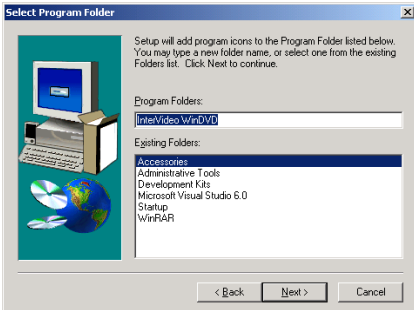 Select Program Folder
Setup will add program icons to the Program Folder listed below.
You may type a new folder name, or select one from the existing
Folders list. Click Next to continue.
Program Folders:
InterVideo WinDVD
Existing Folders:
Accessories
Administrative Tools
Development Kits
Microsoft Visual Studio 6.0
Startup
WinRAR
< Back
Next >
Cancel